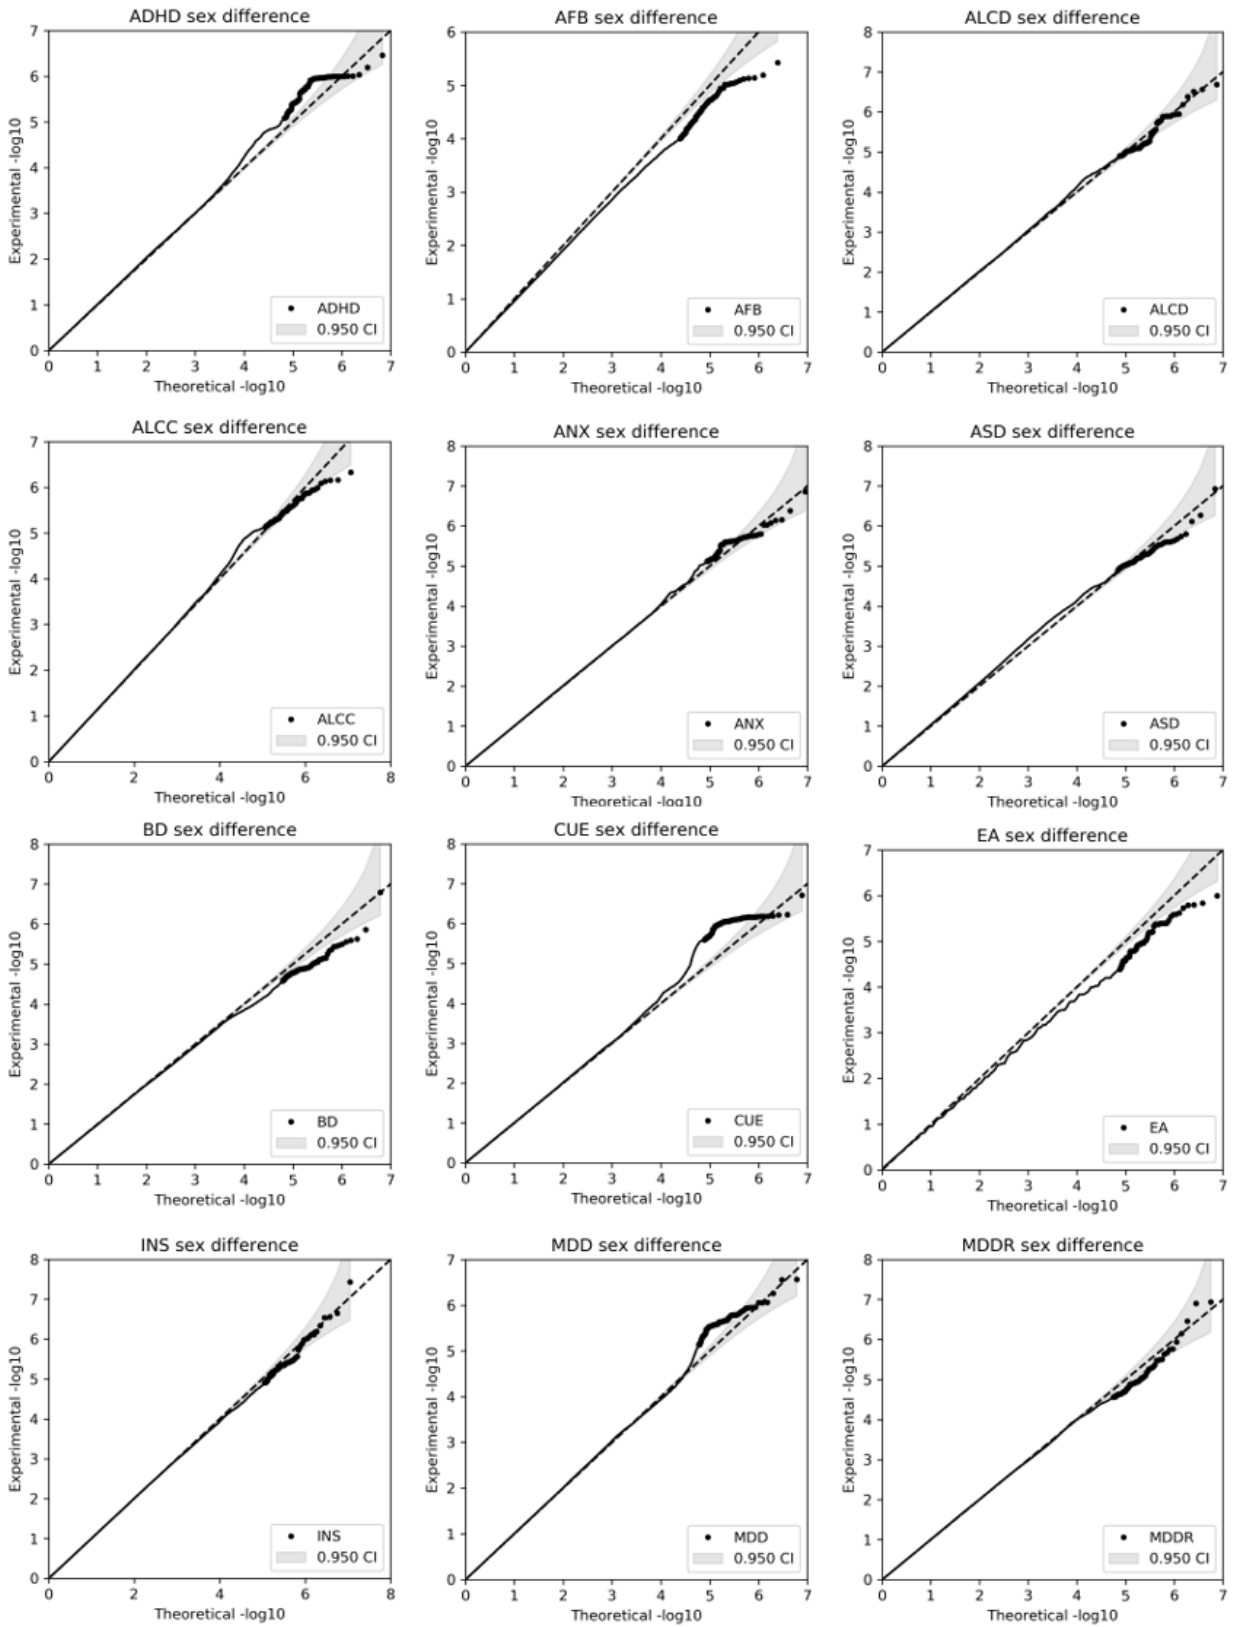 ADHD sex difference
Experimental -log10
7
6
5
4
3
2
1
0
ADHD
0.950 CI
0 1 2 3 4 5 6 7
Theoretical -log10
AFB sex difference
Experimental -log10
6
5
4
3
2
1
0
AFB
0.950 CI
0 1 2 3 4 5 6 7
Theoretical -log10
ALCD sex difference
Experimental -log10
8
7
6
5
4
3
2
1
0
ALCD
0.950 CI
0 1 2 3 4 5 6 7
Theoretical -log10
ALCC sex difference
Experimental -log10
7
6
5
4
3
2
1
0
ALCC
0.950 CI
0 2 4 6 8
Theoretical -log10
ANX sex difference
Experimental -log10
8
7
6
5
4
3
2
1
0
ANX
0.950 CI
0 1 2 3 4 5 6 7
Theoretical -log10
ASD sex difference
Experimental -log10
8
7
6
5
4
3
2
1
0
ASD
0.950 CI
0 1 2 3 4 5 6 7
Theoretical -log10
BD sex difference
Experimental -log10
8
7
6
5
4
3
2
1
0
BD
0.950 CI
0 1 2 3 4 5 6 7
Theoretical -log10
CUE sex difference
Experimental -log10
8
7
6
5
4
3
2
1
0
CUE
0.950 CI
0 1 2 3 4 5 6 7
Theoretical -log10
EA sex difference
Experimental -log10
7
6
5
4
3
2
1
0
EA
0.950 CI
0 1 2 3 4 5 6 7
Theoretical -log10
INS sex difference
Experimental -log10
8
7
6
5
4
3
2
1
0
INS
0.950 CI
0 2 4 6 8
Theoretical -log10
MDD sex difference
Experimental -log10
7
6
5
4
3
2
1
0
MDD
0.950 CI
0 1 2 3 4 5 6 7
Theoretical -log10
MDDR sex difference
Experimental -log10
8
7
6
5
4
3
2
1
0
MDDR
0.950 CI
0 1 2 3 4 5 6 7
Theoretical -log10